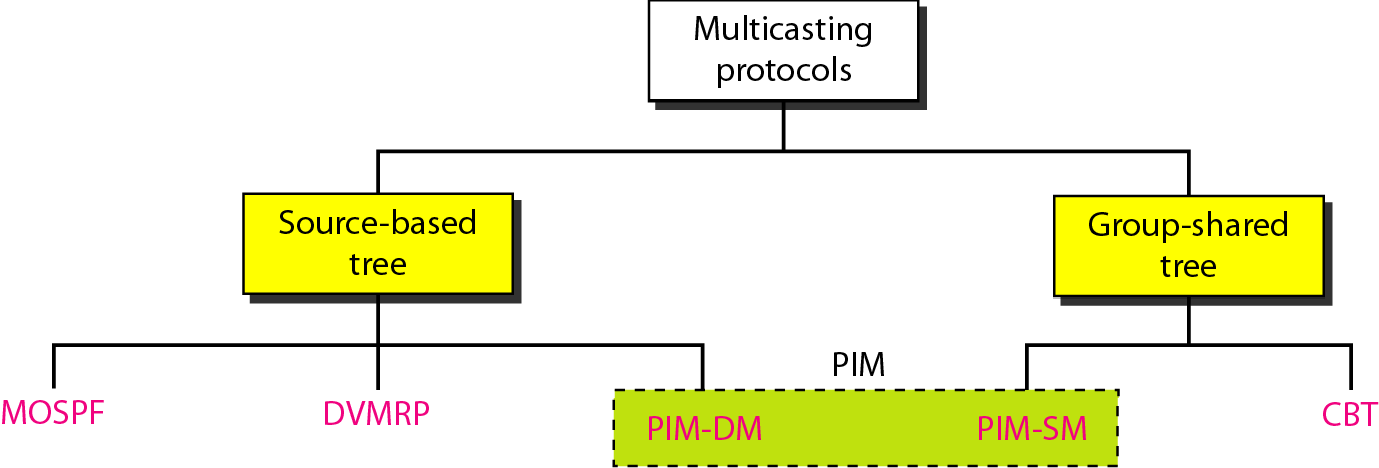 Multicasting
protocols
Source-based
tree
Group-shared
tree
PIM
MOSPF
DVMRP
PIM-DM
PIM-SM
CBT